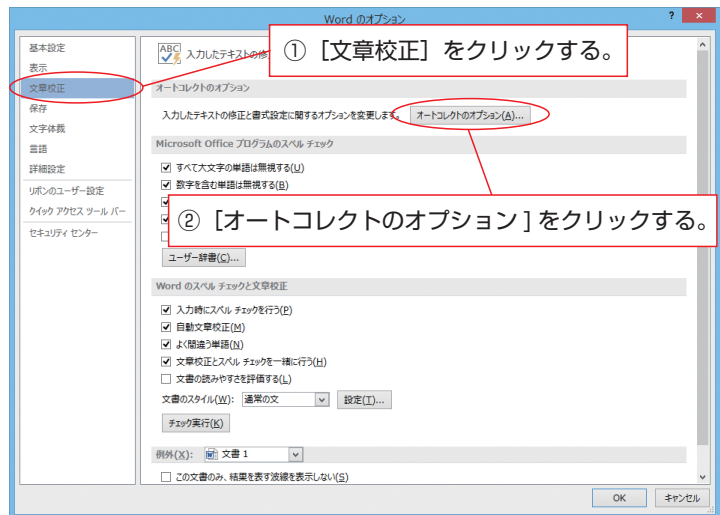 Word のオプション
? ×
基本設定
表示
文章校正
保存
文字体裁
言語
詳細設定
リボンのユーザー設定
クイック アクセス ツール バー
セキュリティ センター
ABC 入力したテキストの修
① [文章校正] をクリックする。
オートコレクトのオプション
入力したテキストの修正と書式設定に関するオプションを変更します。 オートコレクトのオプション(A)...
Microsoft Office プログラムのスペル チェック
すべて大文字の単語は無視する(U)
数字を含む単語は無視する(B)
② [オートコレクトのオプション] をクリックする。
ユーザー辞書(C)...
Word のスペル チェックと文章校正
入力時にスペル チェックを行う(P)
自動文章校正(M)
よく間違う単語(N)
文章校正とスペル チェックを一緒に行う(H)
文書の読みやすさを評価する(L)
文書のスタイル(W): 通常の文 設定(T)...
チェック実行(K)
例外(X): 文書 1
この文書のみ、結果を表す波線を表示しない(S)
OK キャンセル